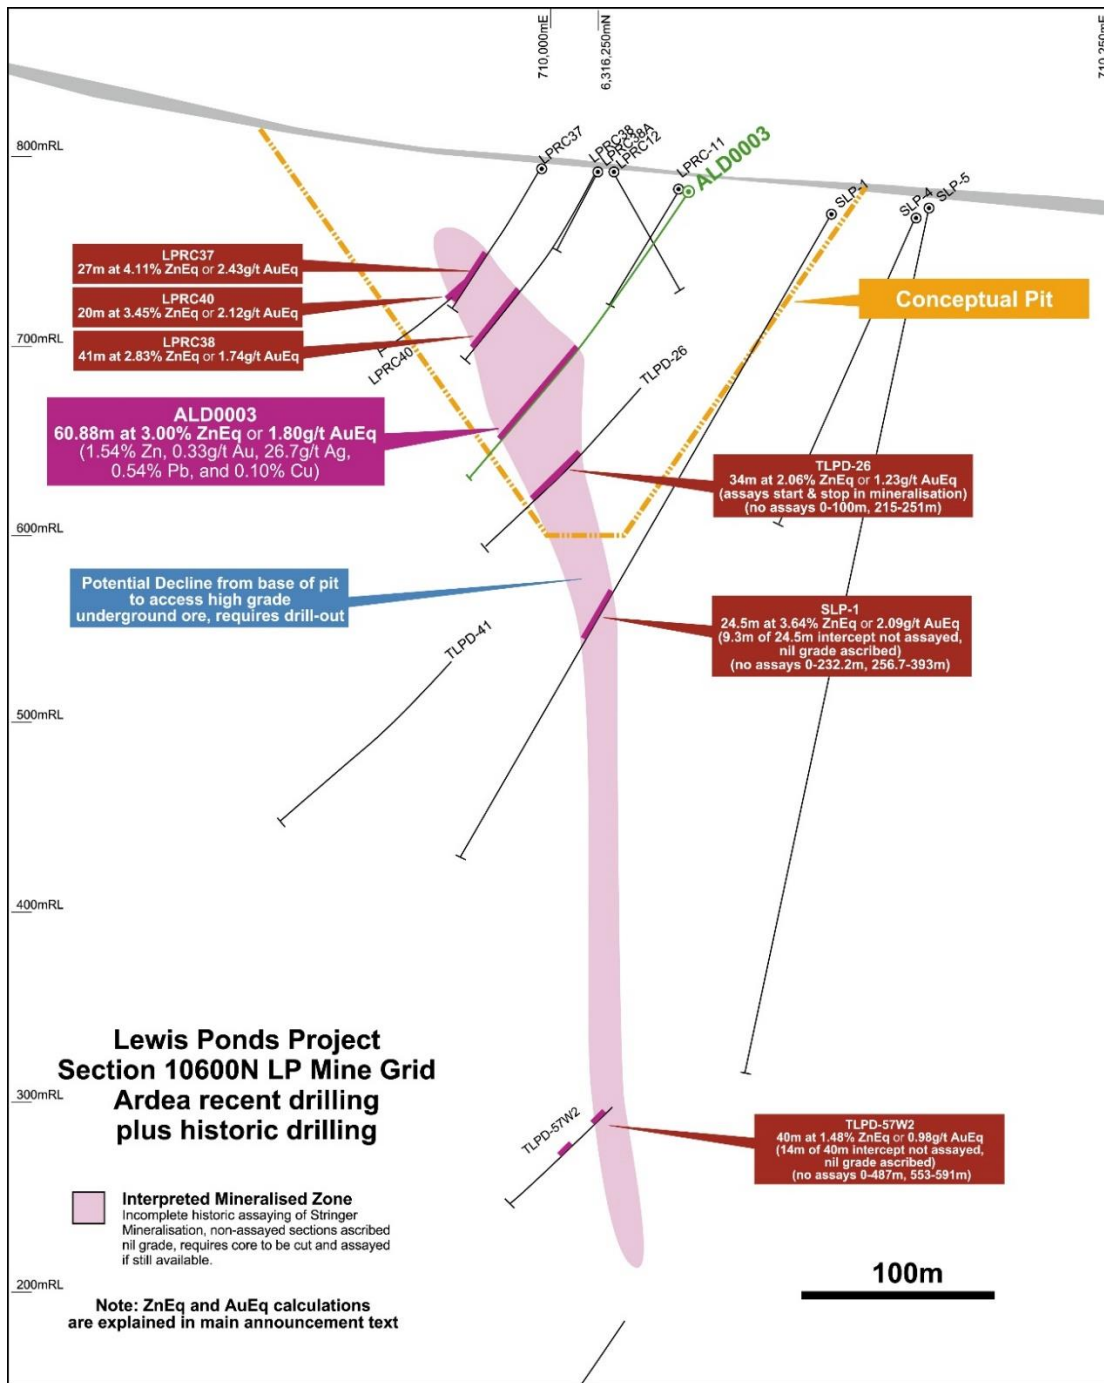 710,000mE
6,316,250mN
710,250mE
800mRL
LPRC37
LPRC38
LPRC38A
LPRC12
LPRC-11
ALD0003
SLP-1
SLP-4
SLP-5
LPRC37
27m at 4.11% ZnEq or 2.43g/t AuEq
LPRC40
20m at 3.45% ZnEq or 2.12g/t AuEq
LPRC38
41m at 2.83% ZnEq or 1.74g/t AuEq
Conceptual Pit
700mRL
LPRC40
TLPD-26
ALD0003
60.88m at 3.00% ZnEq or 1.80g/t AuEq
(1.54% Zn, 0.33g/t Au, 26.7g/t Ag,
0.54% Pb, and 0.10% Cu)
TLPD-26
34m at 2.06% ZnEq or 1.23g/t AuEq
(assays start & stop in mineralisation)
(no assays 0-100m, 215-251m)
600mRL
Potential Decline from base of pit
to access high grade
underground ore, requires drill-out
SLP-1
24.5m at 3.64% ZnEq or 2.09g/t AuEq
(9.3m of 24.5m intercept not assayed,
nil grade ascribed)
(no assays 0-232.2m, 256.7-393m)
TLPD-41
500mRL
400mRL
Lewis Ponds Project
Section 10600N LP Mine Grid
Ardea recent drilling
plus historic drilling
300mRL
TLPD-57W2
TLPD-57W2
40m at 1.48% ZnEq or 0.98g/t AuEq
(14m of 40m intercept not assayed,
nil grade ascribed)
(no assays 0-487m, 553-591m)
Interpreted Mineralised Zone
Incomplete historic assaying of Stringer
Mineralisation, non-assayed sections ascribed
nil grade, requires core to be cut and assayed
if still available.
200mRL
100m
Note: ZnEq and AuEq calculations
are explained in main announcement text